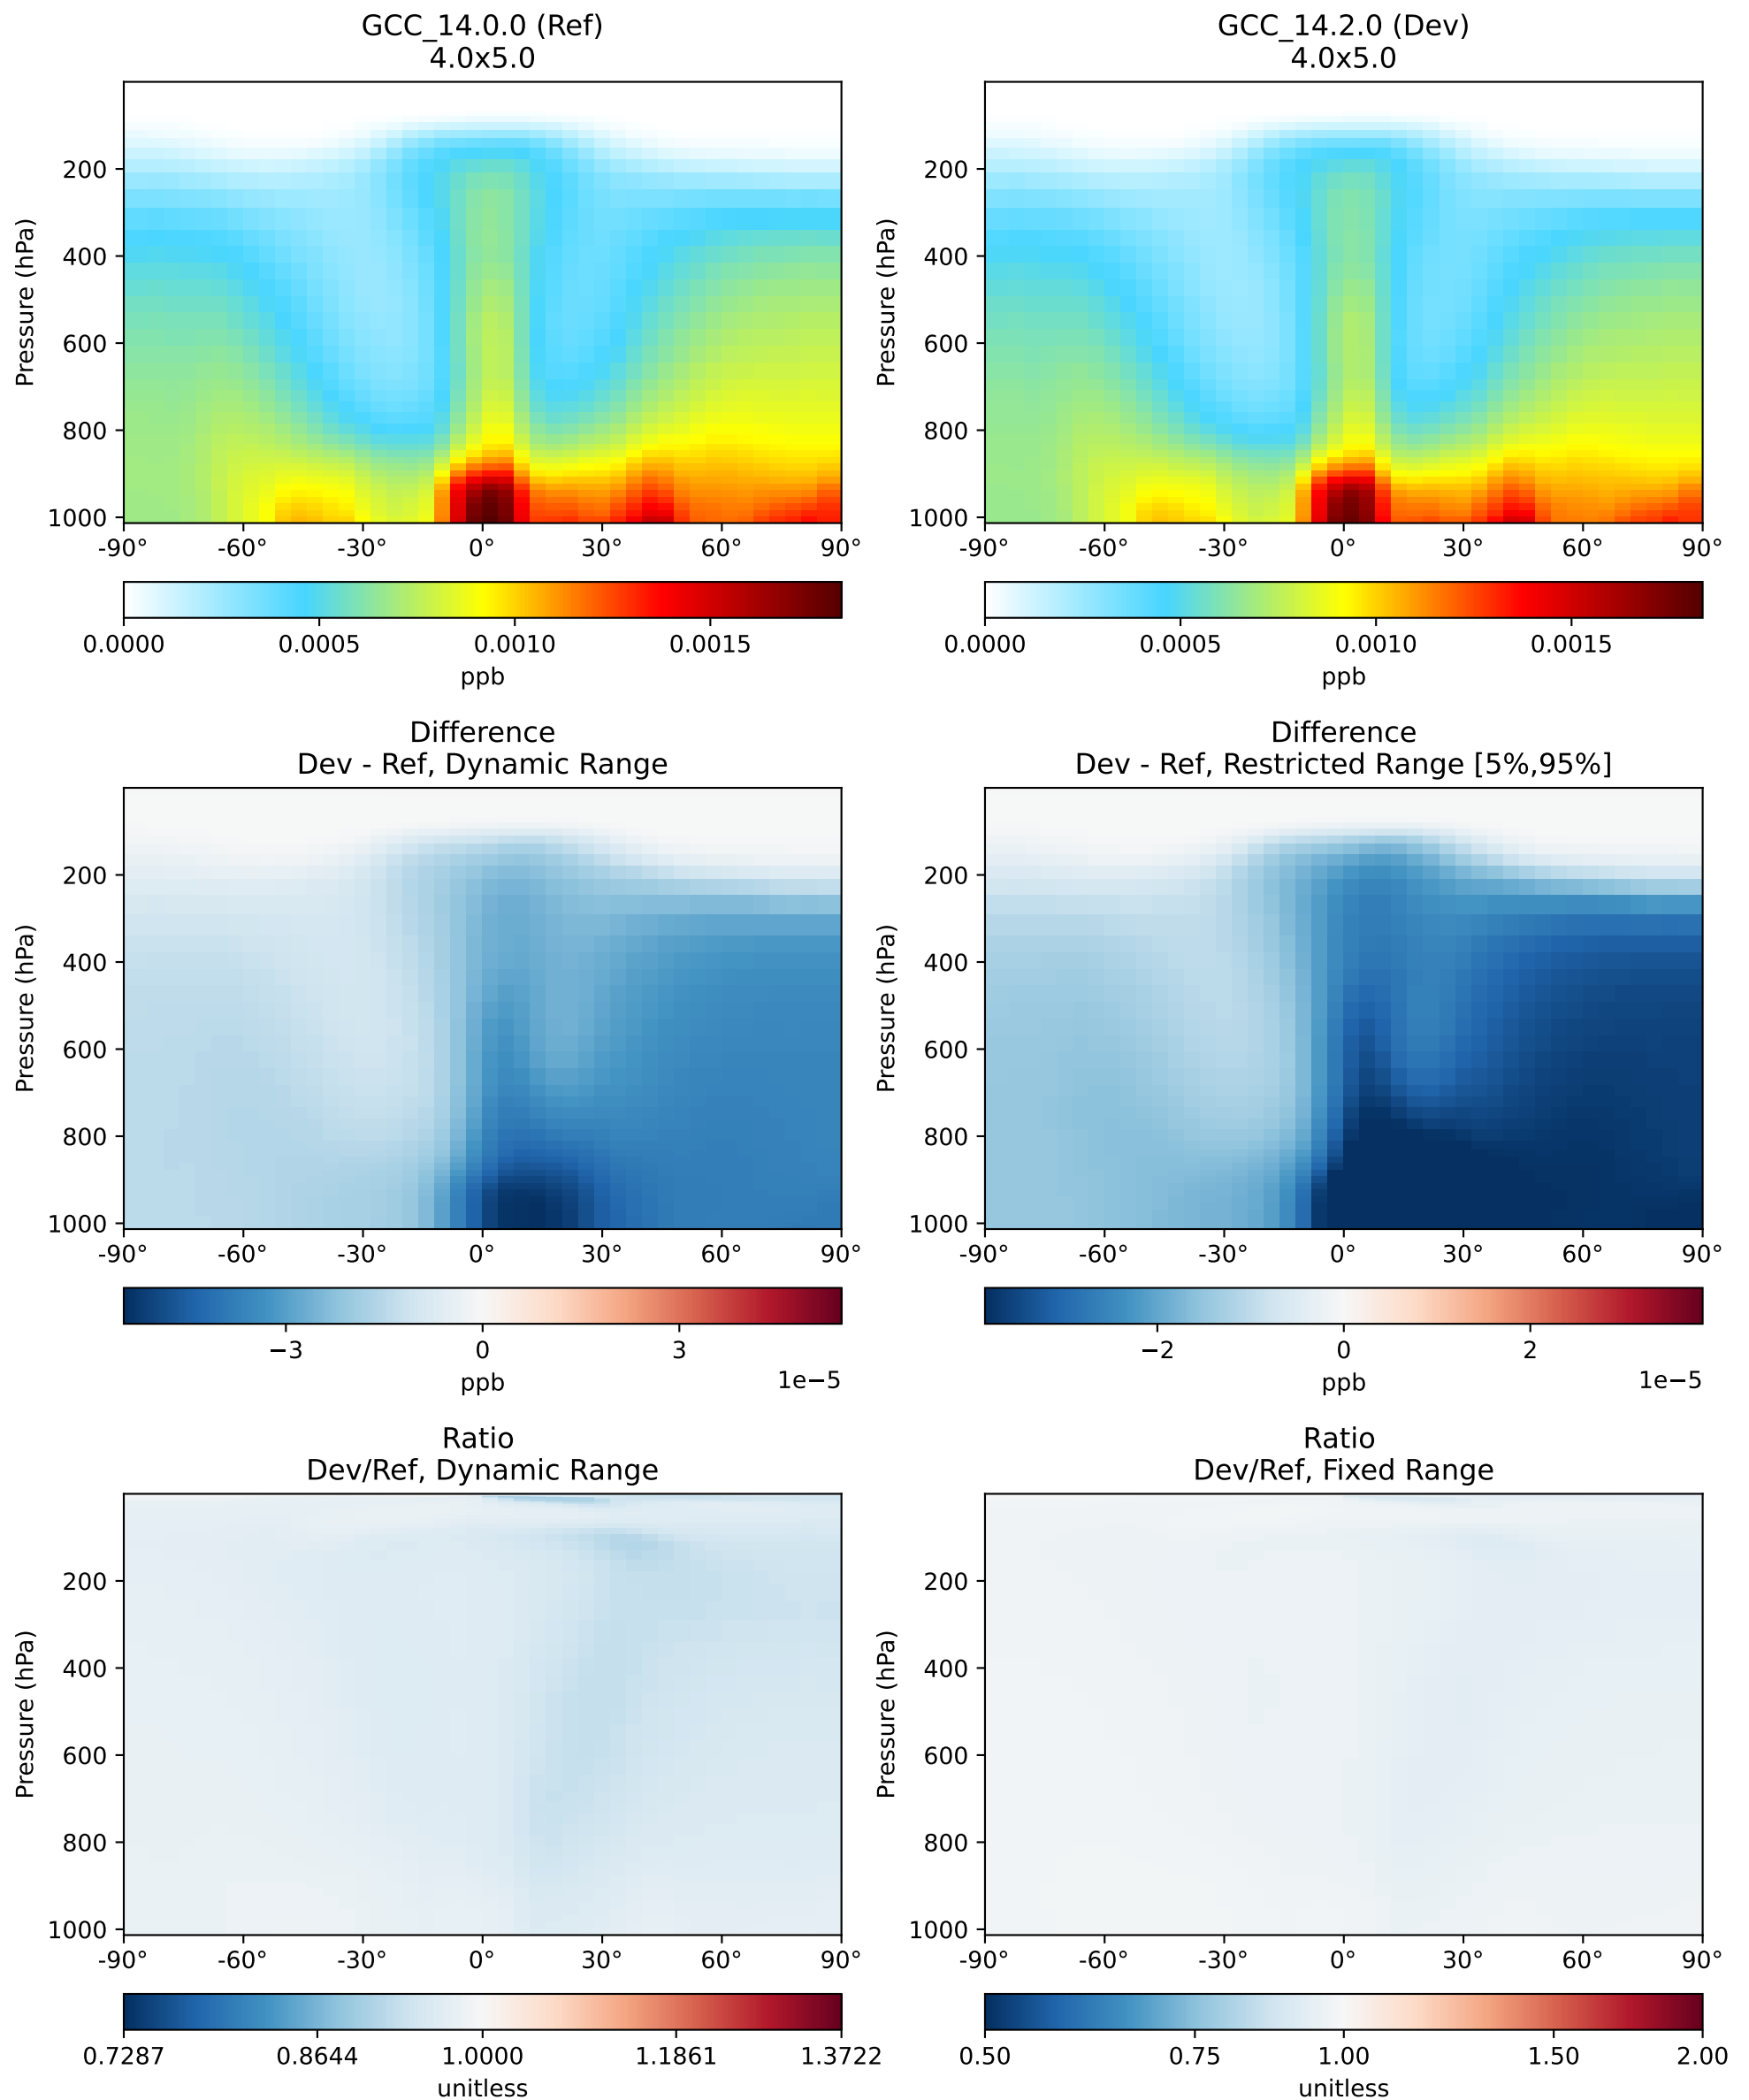 GCC_14.0.0 (Ref)
4.0x5.0
Pressure (hPa)
200
400
600
800
1000
-90° -60° -30° 0° 30° 60° 90°
0.0000 0.0005 0.0010 0.0015
ppb
GCC_14.2.0 (Dev)
4.0x5.0
Pressure (hPa)
200
400
600
800
1000
-90° -60° -30° 0° 30° 60° 90°
0.0000 0.0005 0.0010 0.0015
ppb
Difference
Dev - Ref, Dynamic Range
Pressure (hPa)
200
400
600
800
1000
-90° -60° -30° 0° 30° 60° 90°
−3 0 3
1e−5
ppb
Difference
Dev - Ref, Restricted Range [5%,95%]
Pressure (hPa)
200
400
600
800
1000
-90° -60° -30° 0° 30° 60° 90°
−2 0 2
1e−5
ppb
Ratio
Dev/Ref, Dynamic Range
Pressure (hPa)
200
400
600
800
1000
-90° -60° -30° 0° 30° 60° 90°
0.7287 0.8644 1.0000 1.1861 1.3722
unitless
Ratio
Dev/Ref, Fixed Range
Pressure (hPa)
200
400
600
800
1000
-90° -60° -30° 0° 30° 60° 90°
0.50 0.75 1.00 1.50 2.00
unitless